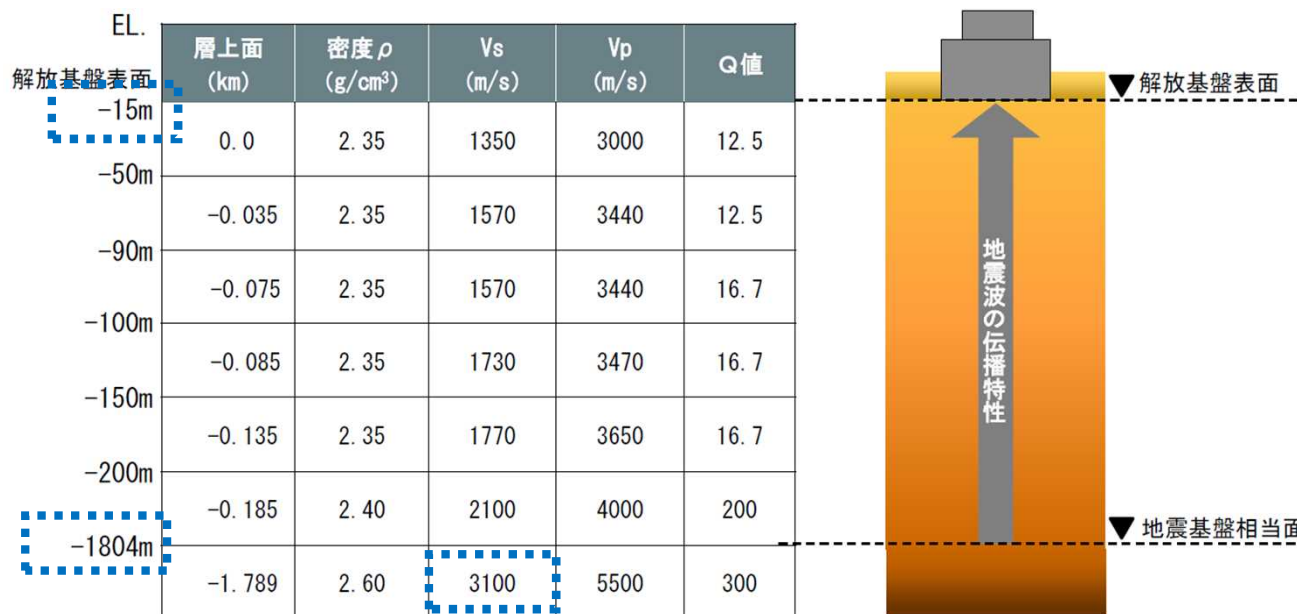 EL.
層上面 (km) 密度ρ (g/cm³) Vs (m/s) Vp (m/s) Q値
解放基盤表面
-15m
0.0 2.35 1350 3000 12.5
-50m
-0.035 2.35 1570 3440 12.5
-90m
-0.075 2.35 1570 3440 16.7
-100m
-0.085 2.35 1730 3470 16.7
-150m
-0.135 2.35 1770 3650 16.7
-200m
-0.185 2.40 2100 4000 200
-1804m
-1.789 2.60 3100 5500 300
▼解放基盤表面
地震波の伝播特性
▼地震基盤相当面